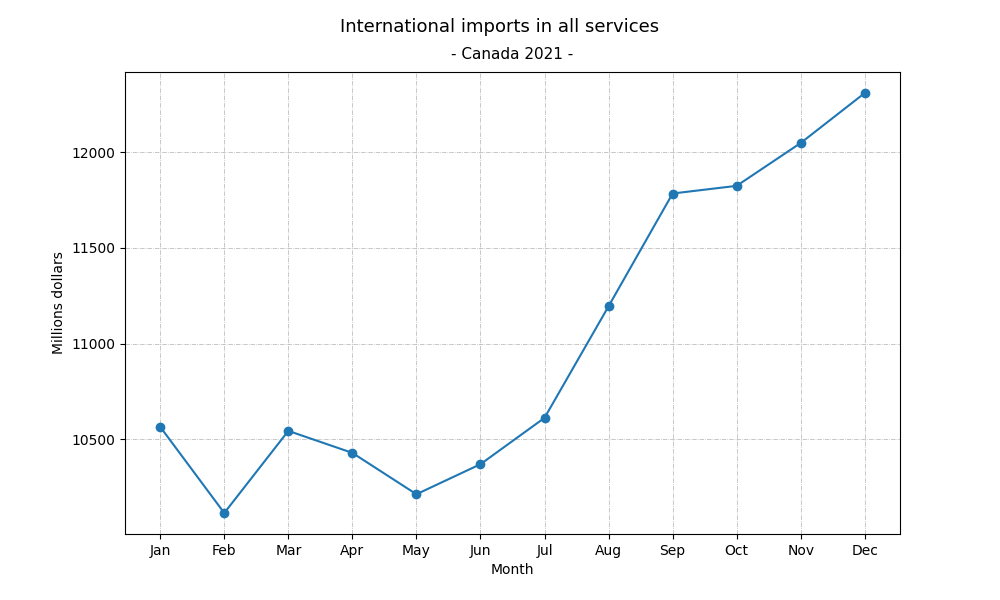 International imports in all services
- Canada 2021 -
12000
11500
11000
10500
Millions dollars
Jan Feb Mar Apr May Jun Jul Aug Sep Oct Nov Dec
Month